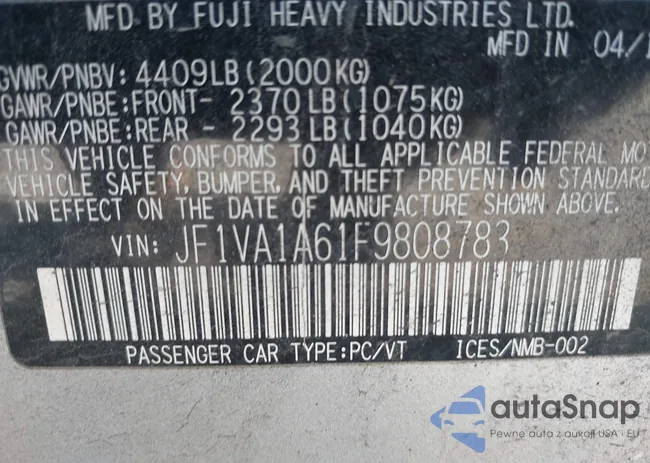 MFD BY FUJI HEAVY INDUSTRIES LTD.
MFD IN 04/1
GVWR/PNBV: 4409LB(2000KG)
GAWR/PNBE:FRONT- 2370LB(1075KG)
GAWR/PNBE:REAR - 2293LB(1040KG)
THIS VEHICLE CONFORMS TO ALL APPLICABLE FEDERAL MO
VEHICLE SAFETY, BUMPER, AND THEFT PREVENTION STANDARD
IN EFFECT ON THE DATE OF MANUFACTURE SHOWN ABOVE.
VIN: JF1VA1A61F9808783
PASSENGER CAR TYPE:PC/VT ICES/NMB-002
autaSnap
Pewne auta z aukcji USA i EU